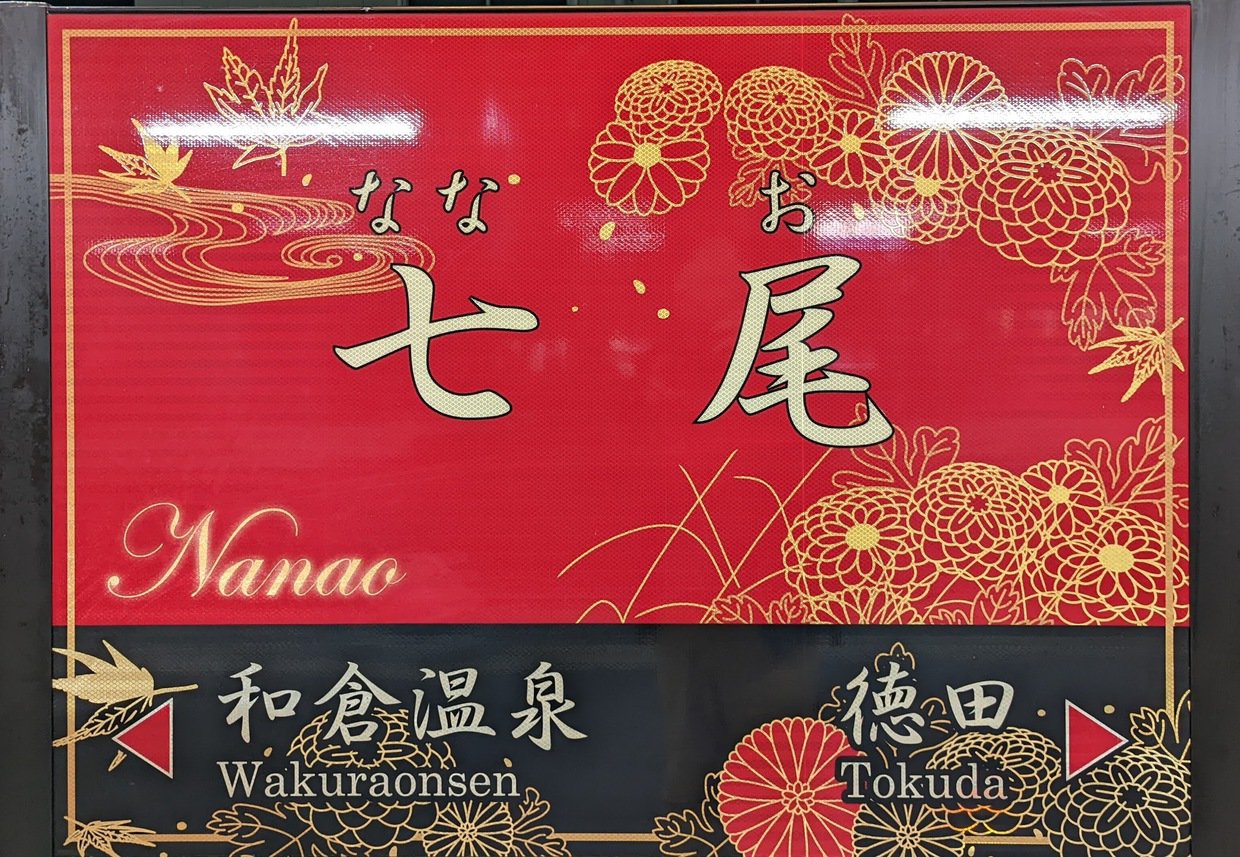 なな お
七 尾
Nanao
和倉温泉 徳田
Wakuraonsen Tokuda